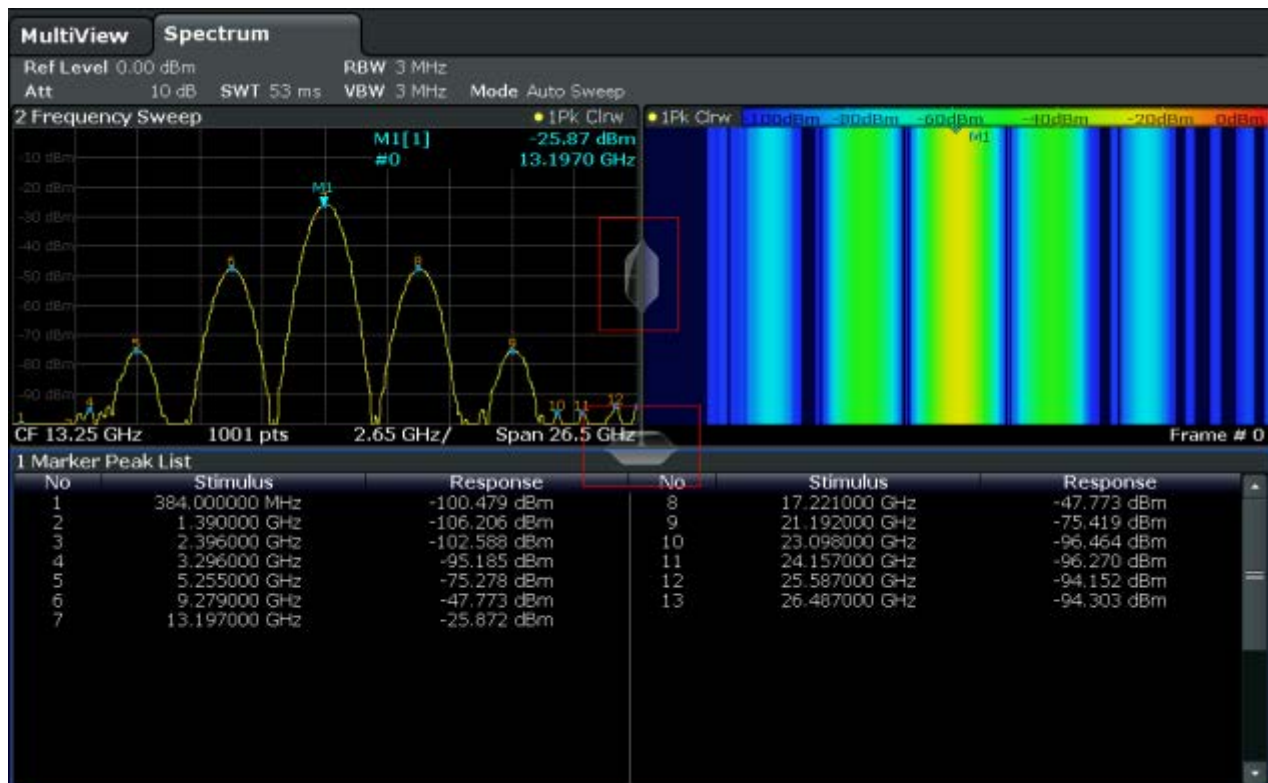 MultiView Spectrum
Ref Level 0.00 dBm RBW 3 MHz
Att 10 dB SWT 53 ms VBW 3 MHz Mode Auto Sweep
2 Frequency Sweep 1Pk Clrw
M1[1] -25.87 dBm
#0 13.1970 GHz
M1
-10 dBm
-20 dBm
-30 dBm
-40 dBm
-50 dBm
-60 dBm
-70 dBm
-80 dBm
-90 dBm
6 8
5 9
4 10 11 12
1
CF 13.25 GHz 1001 pts 2.65 GHz/ Span 26.5 GHz
1Pk Clrw -100dBm -80dBm -60dBm -40dBm -20dBm 0dBm
M1
Frame # 0
1 Marker Peak List
No Stimulus Response No Stimulus Response
1 384.000000 MHz -100.479 dBm 8 17.221000 GHz -47.773 dBm
2 1.390000 GHz -106.206 dBm 9 21.192000 GHz -75.419 dBm
3 2.396000 GHz -102.588 dBm 10 23.098000 GHz -96.464 dBm
4 3.296000 GHz -95.185 dBm 11 24.157000 GHz -96.270 dBm
5 5.255000 GHz -75.278 dBm 12 25.587000 GHz -94.152 dBm
6 9.279000 GHz -47.773 dBm 13 26.487000 GHz -94.303 dBm
7 13.197000 GHz -25.872 dBm